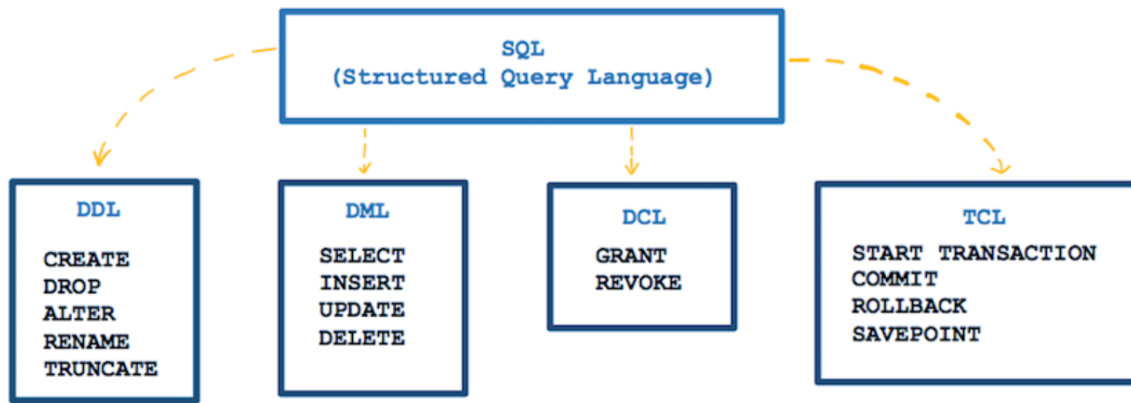 SQL
(Structured Query Language)
DDL
CREATE
DROP
ALTER
RENAME
TRUNCATE
DML
SELECT
INSERT
UPDATE
DELETE
DCL
GRANT
REVOKE
TCL
START TRANSACTION
COMMIT
ROLLBACK
SAVEPOINT